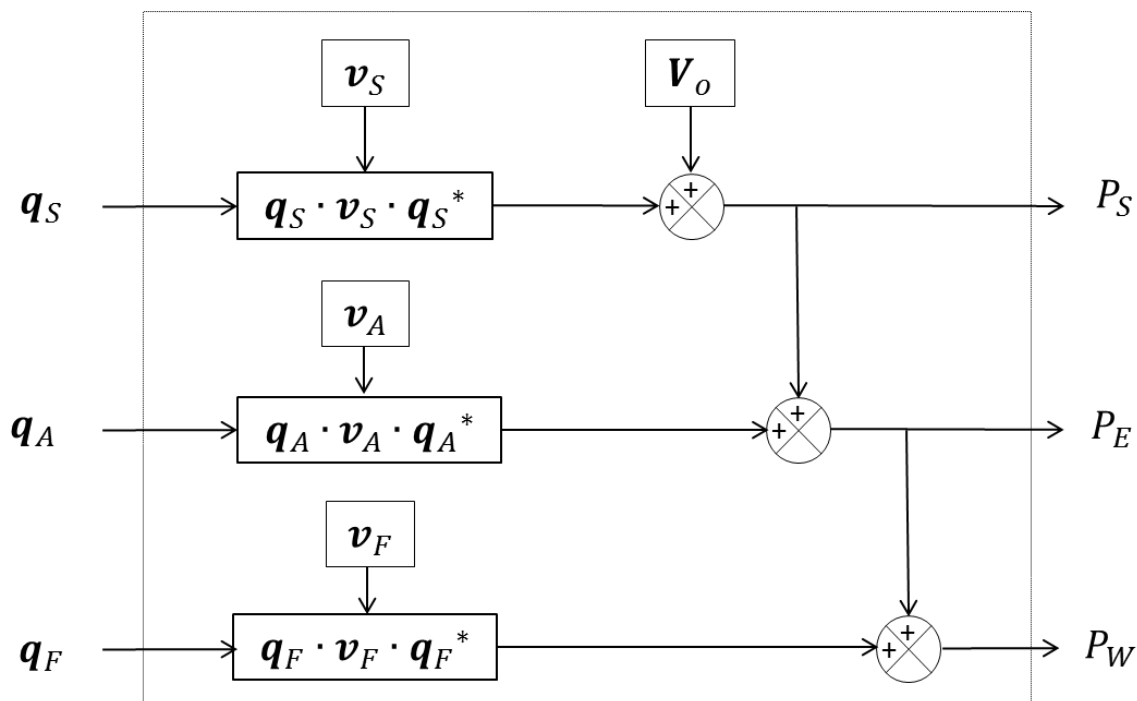 v_S V_o
+
q_S q_S · v_S · q_S* + P_S
v_A
+
q_A q_A · v_A · q_A* + P_E
v_F
+
q_F q_F · v_F · q_F* + P_W